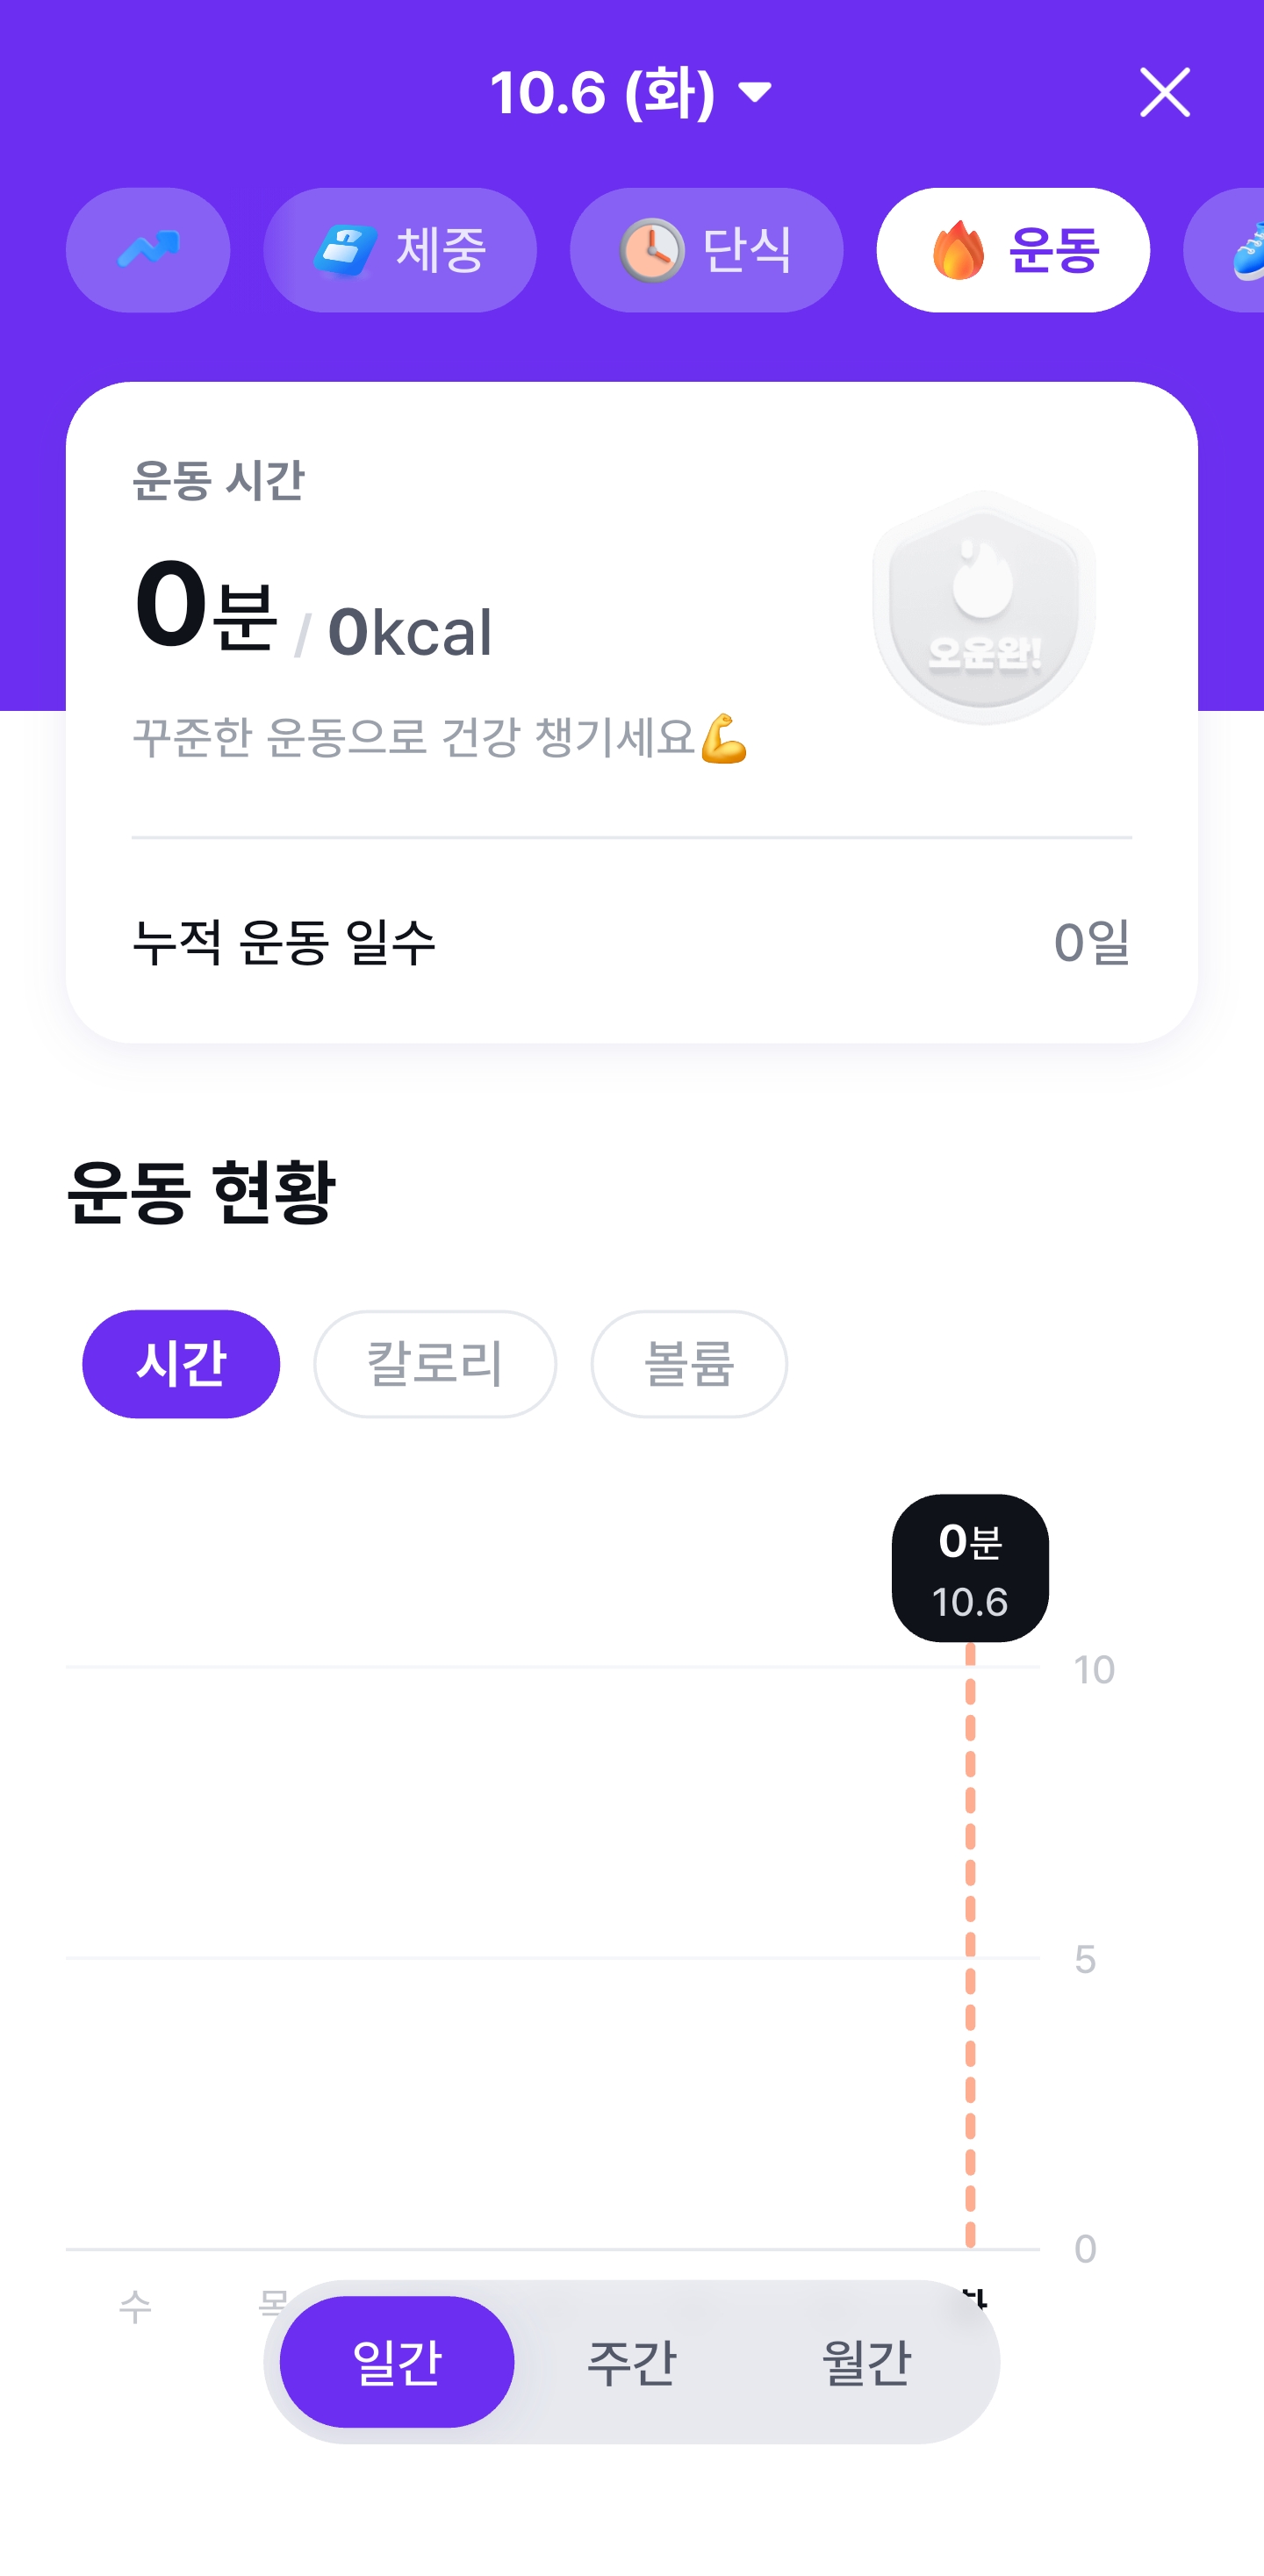 10.6 (화)
체중
단식
운동
운동 시간
0분 / 0kcal
오운완!
꾸준한 운동으로 건강 챙기세요💪
누적 운동 일수
0일
운동 현황
시간
칼로리
볼륨
0분
10.6
10
5
0
수
목
일간
주간
월간